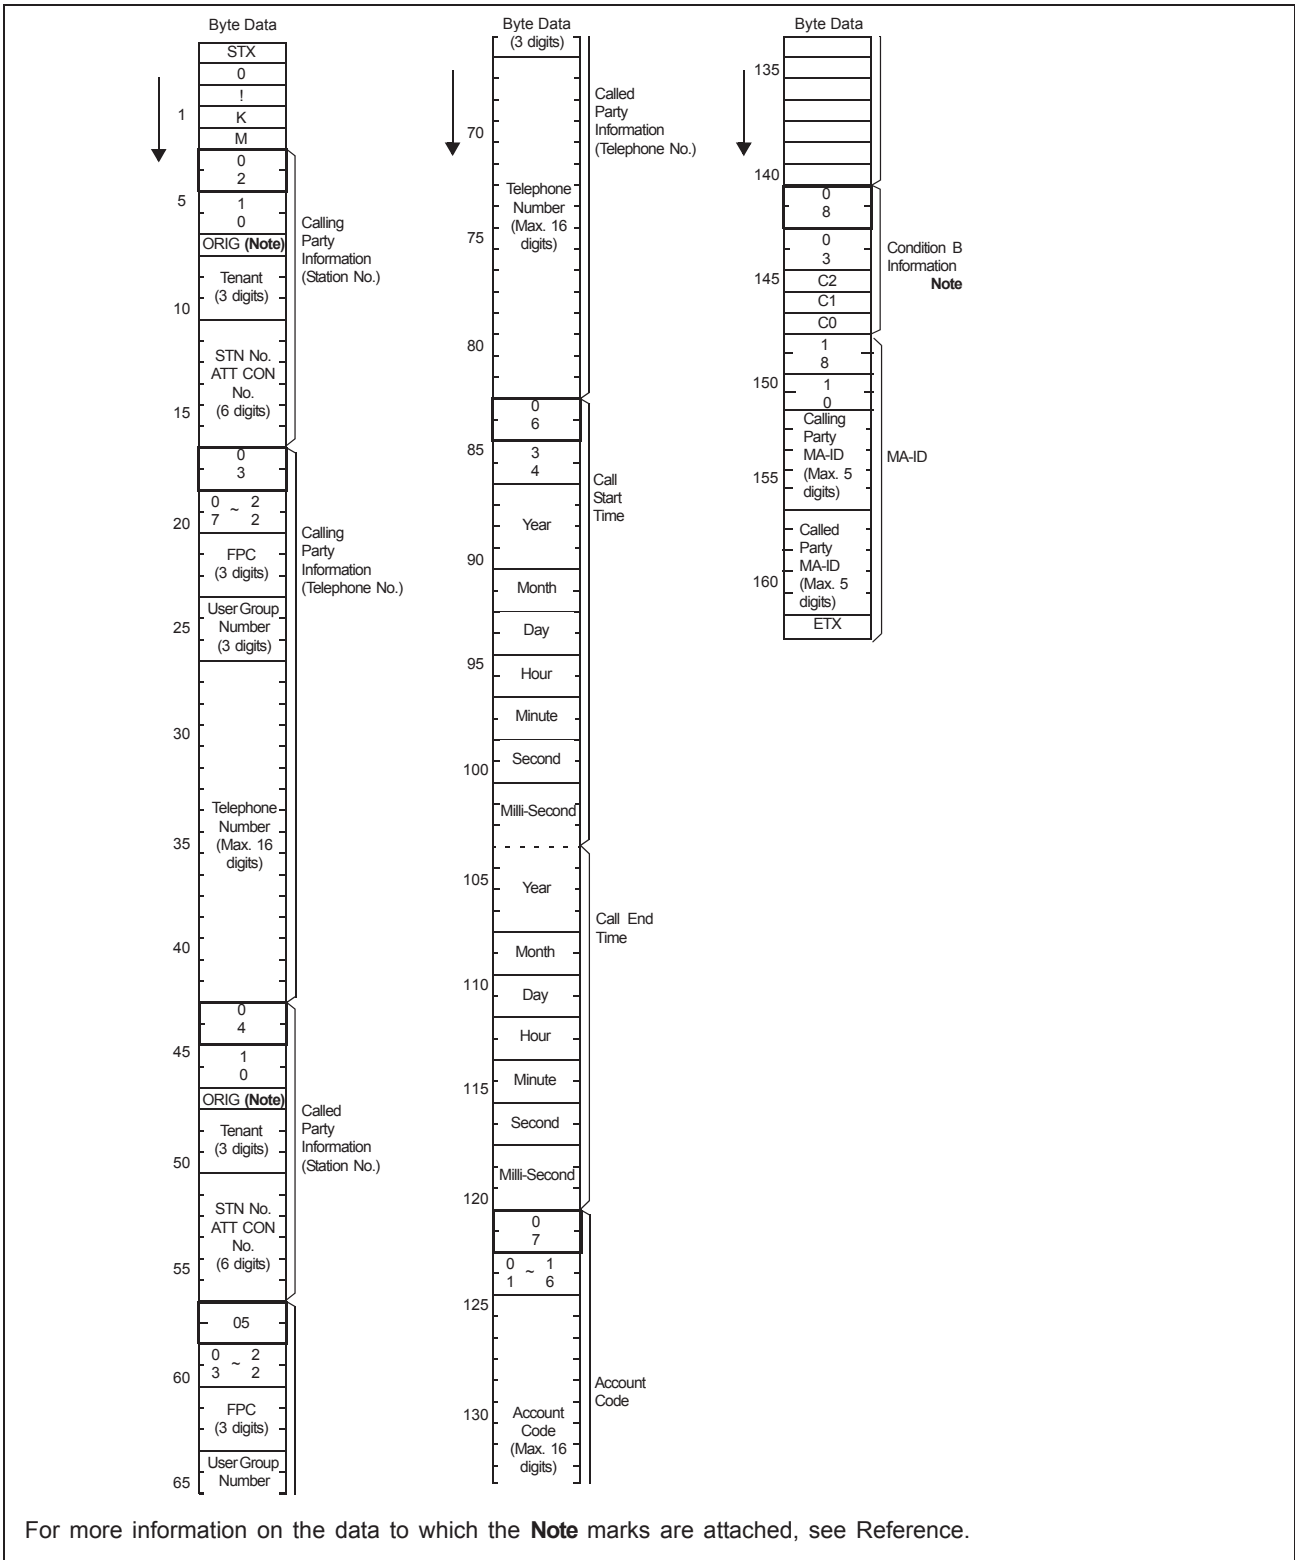 Byte Data
STX
0
!
1
K
M
0
2
5
1
0
ORIG (Note)
Tenant
(3 digits)
10
STN No.
ATT CON
No.
(6 digits)
15
Calling
Party
Information
(Station No.)
0
3
0 ~ 2
7 2
20
FPC
(3 digits)
User Group
Number
(3 digits)
25
30
Telephone
Number
(Max. 16
digits)
35
40
Calling
Party
Information
(Telephone No.)
0
4
45
1
0
ORIG (Note)
Tenant
(3 digits)
50
STN No.
ATT CON
No.
(6 digits)
55
Called
Party
Information
(Station No.)
05
0 ~ 2
3 2
60
FPC
(3 digits)
User Group
Number
65
Byte Data
(3 digits)
70
Telephone
Number
(Max. 16
digits)
75
80
Called
Party
Information
(Telephone No.)
0
6
85
3
4
Year
90
Month
Day
95
Hour
Minute
Second
100
Milli-Second
Call
Start
Time
105
Year
Month
110
Day
Hour
Minute
115
Second
Milli-Second
120
Call End
Time
0
7
0 ~ 1
1 6
125
130
Account
Code
(Max. 16
digits)
Account
Code
Byte Data
135
140
0
8
0
3
145
C2
C1
C0
Condition B
Information
Note
1
8
150
1
0
Calling
Party
MA-ID
(Max. 5
digits)
155
Called
Party
MA-ID
(Max. 5
digits)
160
ETX
MA-ID
For more information on the data to which the Note marks are attached, see Reference.